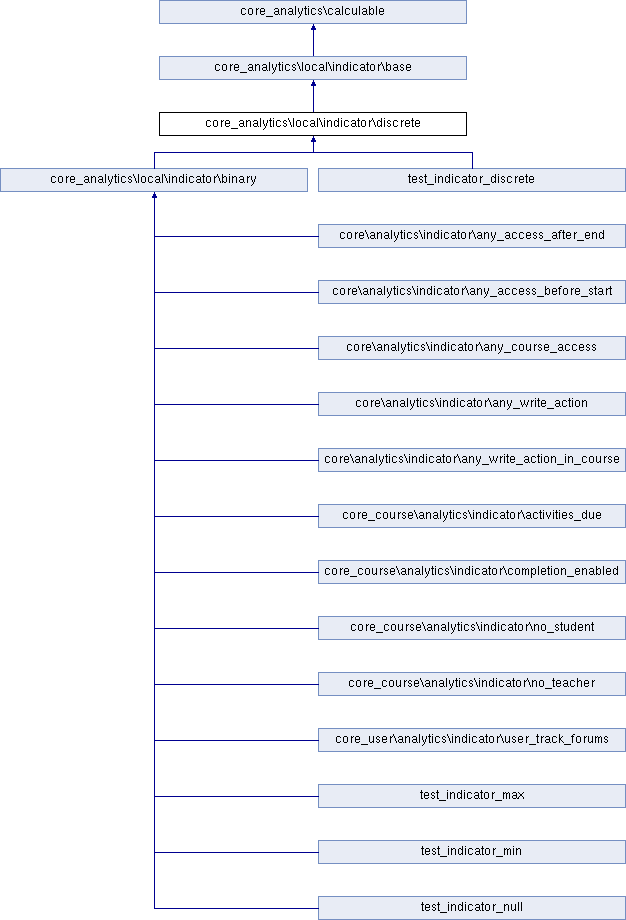 core_analytics\calculable
core_analytics\local\indicator\base
core_analytics\local\indicator\discrete
core_analytics\local\indicator\binary
test_indicator_discrete
core\analytics\indicator\any_access_after_end
core\analytics\indicator\any_access_before_start
core\analytics\indicator\any_course_access
core\analytics\indicator\any_write_action
core\analytics\indicator\any_write_action_in_course
core_course\analytics\indicator\activities_due
core_course\analytics\indicator\completion_enabled
core_course\analytics\indicator\no_student
core_course\analytics\indicator\no_teacher
core_user\analytics\indicator\user_track_forums
test_indicator_max
test_indicator_min
test_indicator_null